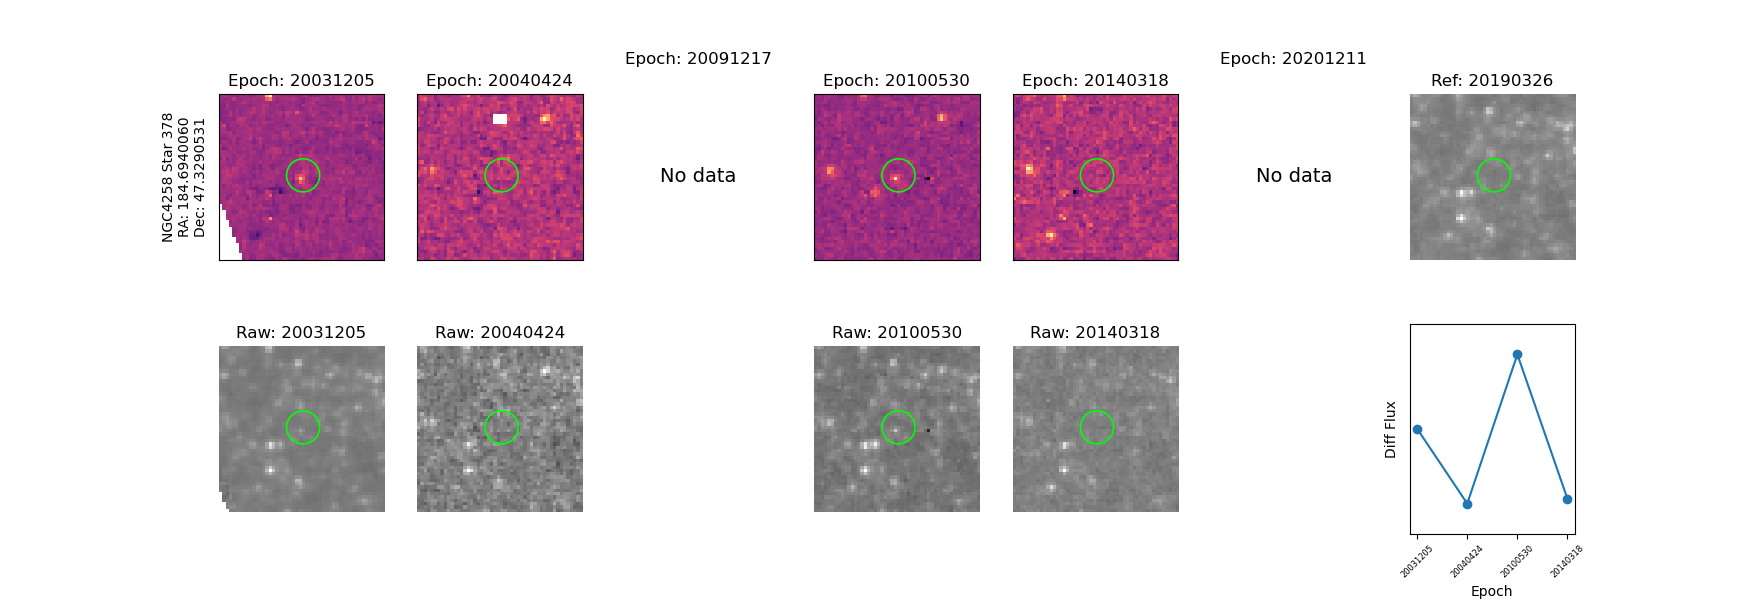 Epoch: 20091217
Epoch: 20201211
Epoch: 20031205
Epoch: 20040424
Epoch: 20100530
Epoch: 20140318
Ref: 20190326
NGC4258 Star 378
RA: 184.6940060
Dec: 47.3290531
No data
No data
Raw: 20031205
Raw: 20040424
Raw: 20100530
Raw: 20140318
Diff Flux
20031205
20040424
20100530
20140318
Epoch